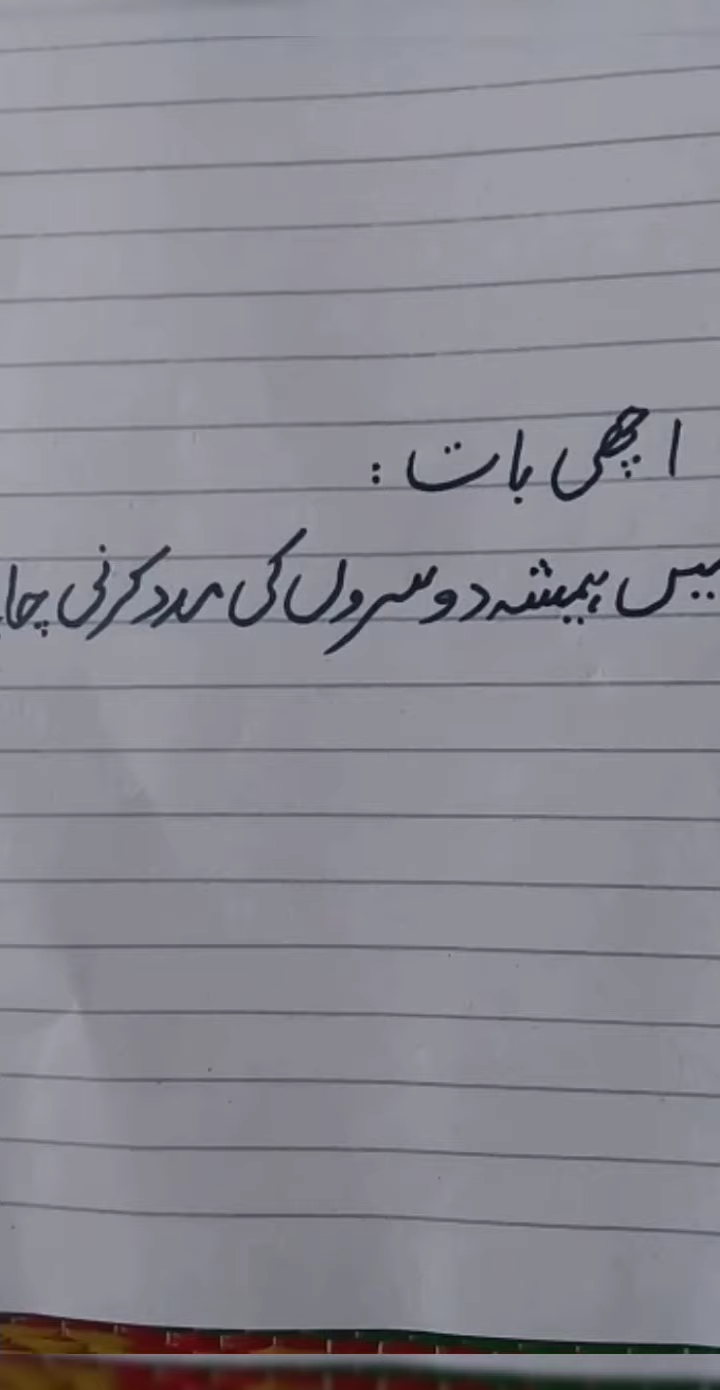 اچھی بات :
ہمیشہ دوسروں کی مدد کرنی